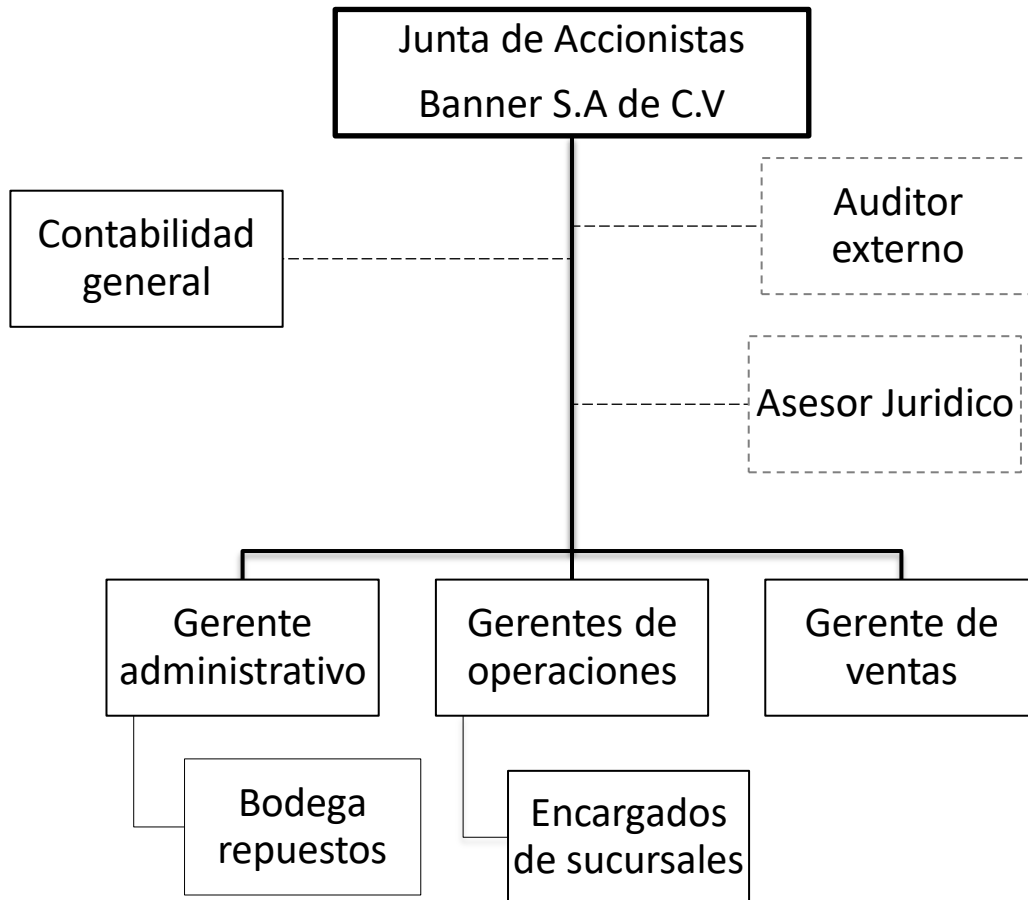 Junta de Accionistas
Banner S.A de C.V
Contabilidad
general
Auditor
externo
Asesor Juridico
Gerente
administrativo
Gerentes de
operaciones
Gerente de
ventas
Bodega
repuestos
Encargados
de sucursales